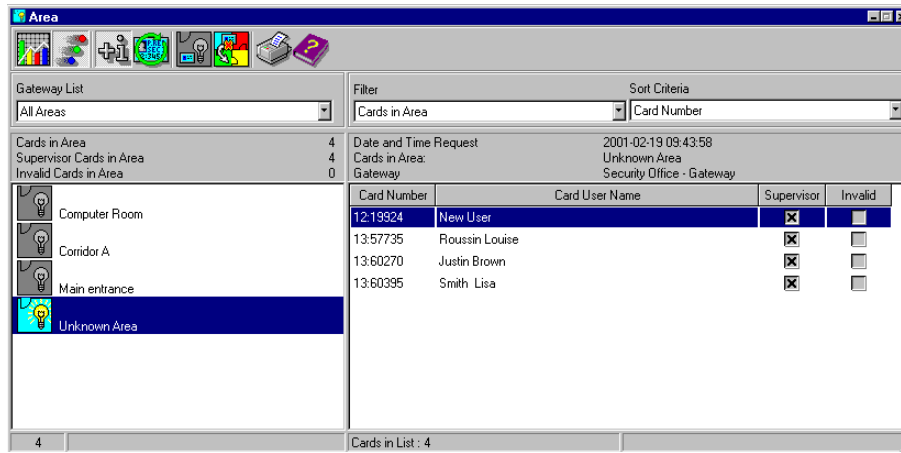 Area
Gateway List
All Areas
Filter
Sort Criteria
Cards in Area
Card Number
Cards in Area 4
Supervisor Cards in Area 4
Invalid Cards in Area 0
Date and Time Request 2001-02-19 09:43:58
Cards in Area: Unknown Area
Gateway Security Office - Gateway
Computer Room
Corridor A
Main entrance
Unknown Area
Card Number Card User Name Supervisor Invalid
12:19924 New User
13:57735 Roussin Louise
13:60270 Justin Brown
13:60395 Smith Lisa
4
Cards in List : 4